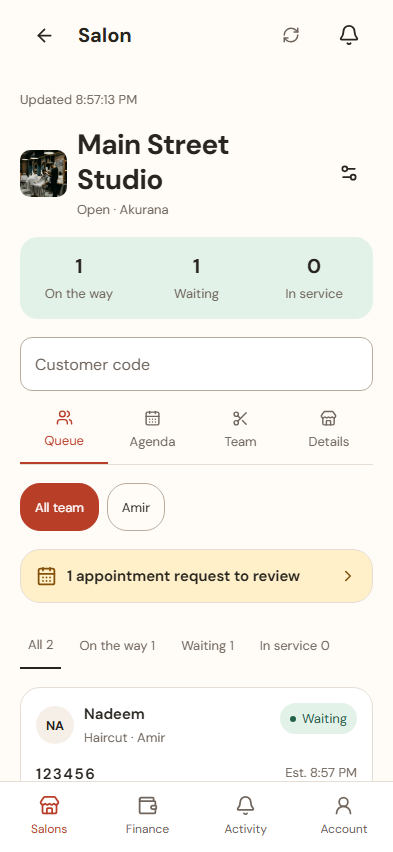 Salon
Updated 8:57:13 PM
Main Street
Studio
Open · Akurana
1
1
0
On the way
Waiting
In service
Customer code
Queue
Agenda
Team
Details
All team
Amir
1 appointment request to review
All 2
On the way 1
Waiting 1
In service 0
NA
Nadeem
Haircut · Amir
Waiting
123456
Est. 8:57 PM
Salons
Finance
Activity
Account